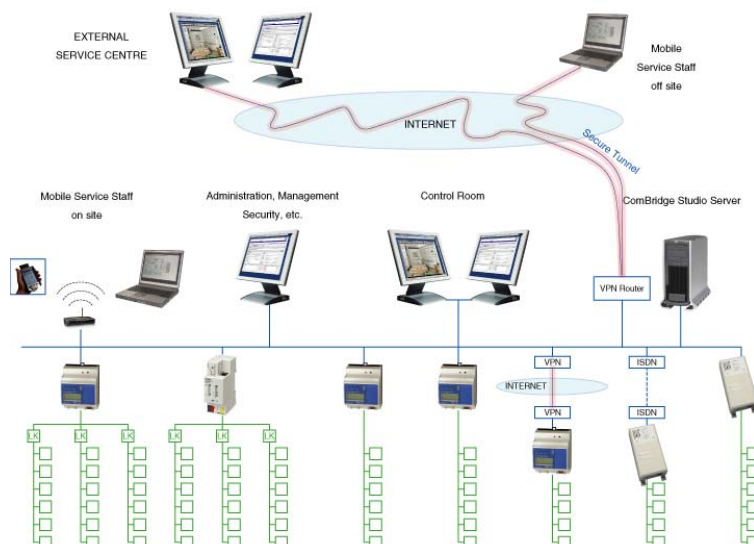 EXTERNAL
SERVICE CENTRE
Mobile
Service Staff
off site
INTERNET
Secure Tunnel
Mobile Service Staff
on site
Administration, Management
Security, etc.
Control Room
ComBridge Studio Server
VPN Router
VPN
ISDN
INTERNET
VPN
ISDN
LK
LK
LK
LK
LK
LK